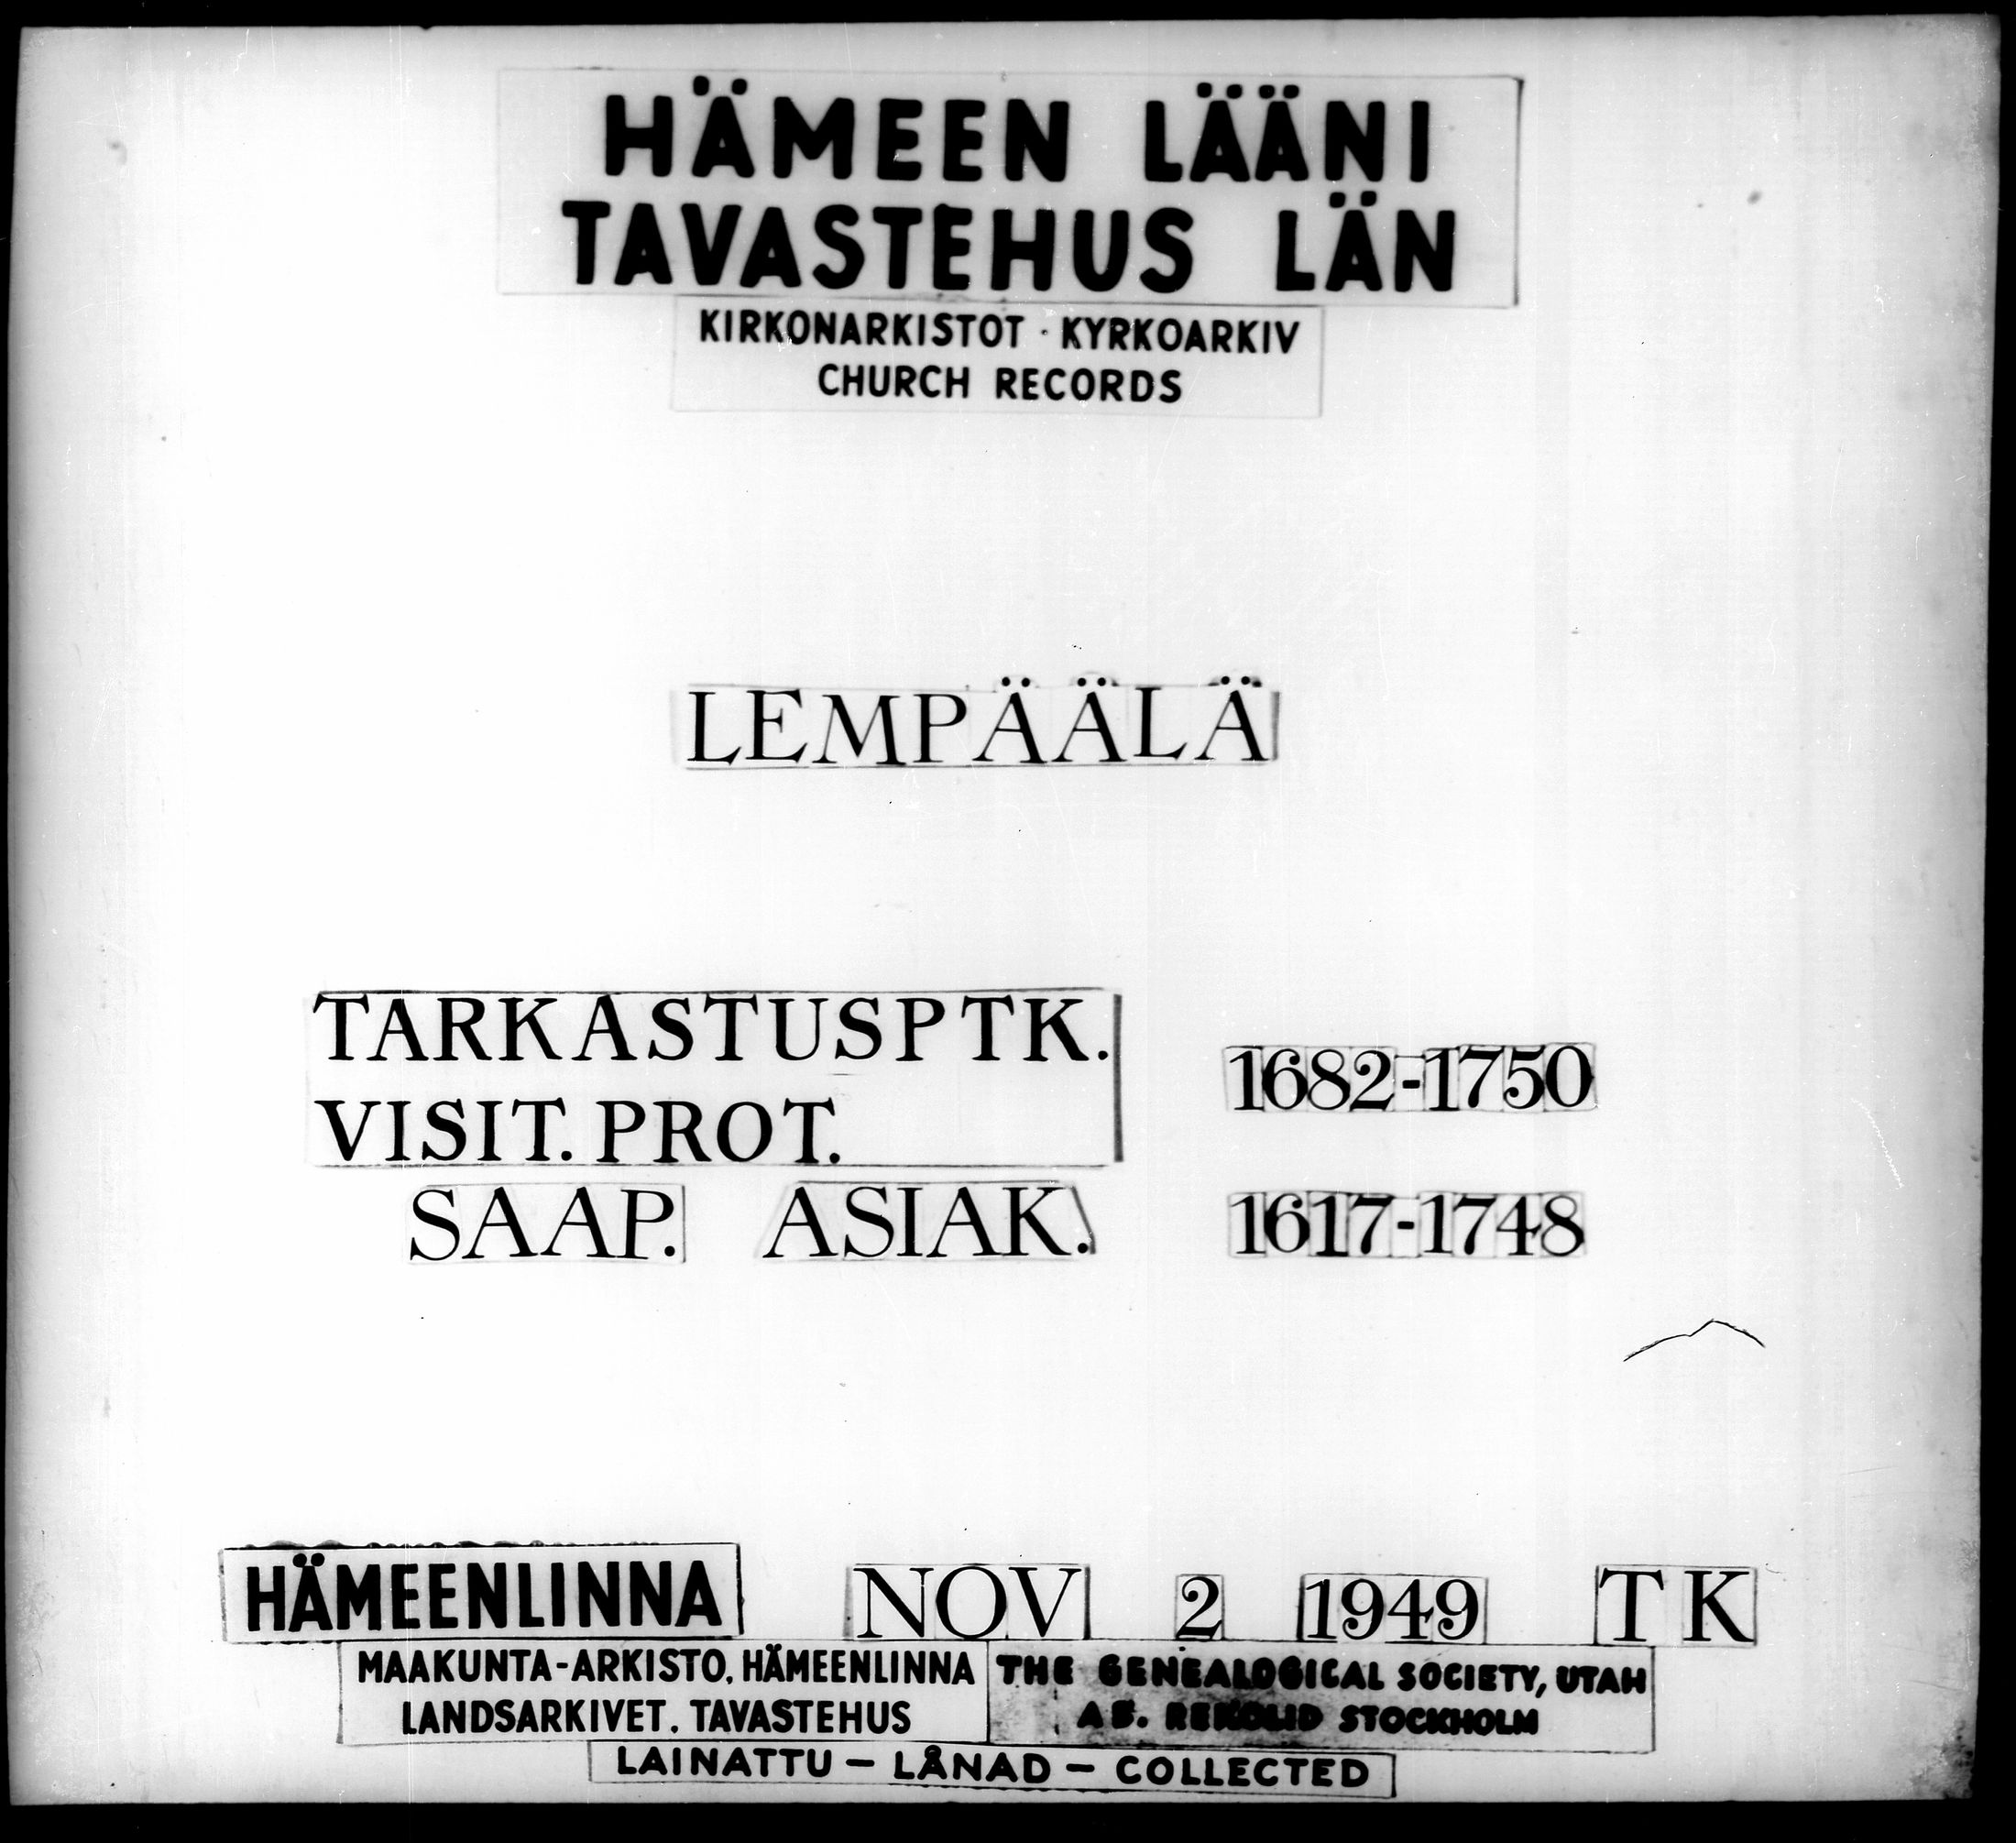 HÄMEEN LÄÄNI
TAVASTEHUS LÄN
KIRKONARKISTOT · KYRKOARKIV
CHURCH RECORDS
LEMPÄÄLÄ
TARKASTUSPTK.
VISIT. PROT.
1682-1750
SAAP. ASIAK. 1617-1748
HÄMEENLINNA NOV 2 1949 TK
MAAKUNTA-ARKISTO, HÄMEENLINNA
LANDSARKIVET. TAVASTEHUS
THE GENEALOGICAL SOCIETY, UTAH
AB. REKOLID STOCKHOLM
LAINATTU – LÅNAD – COLLECTED